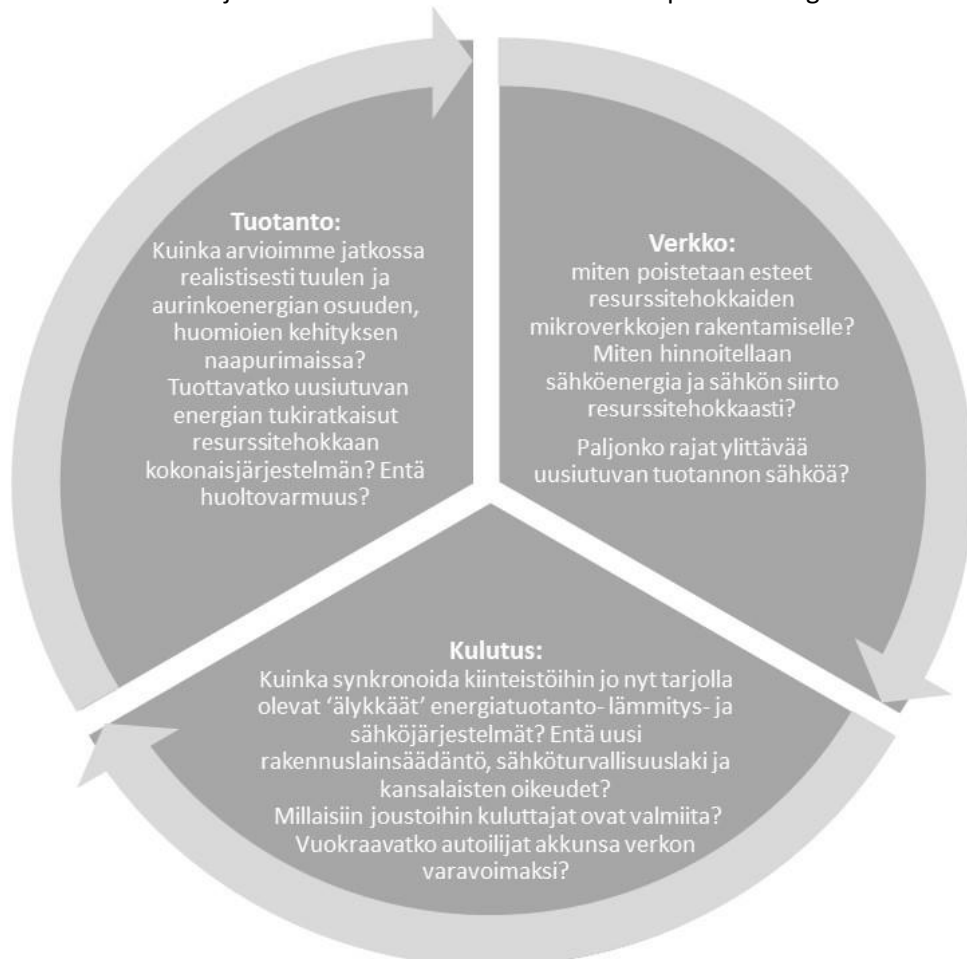 Tuotanto:
Kuinka arvioimme jatkossa
realistisesti tuulen ja
aurinkoenergian osuuden,
huomioien kehityksen
naapurimaissa?
Tuottavatko uusiutuvan
energian tukiratkaisut
resurssitehokkaan
kokonaisjärjestelmän? Entä
huoltovarmuus?
Verkko:
miten poistetaan esteet
resurssitehokkaiden
mikroverkkojen rakentamiselle?
Miten hinnoitellaan
sähköenergia ja sähkön siirto
resurssitehokkaasti?
Paljonko rajat ylittävää
uusiutuvan tuotannon sähköä?
Kulutus:
Kuinka synkronoida kiinteistöihin jo nyt tarjolla
olevat ‘älykkäät’ energiatuotanto- lämmitys- ja
sähköjärjestelmät? Entä uusi
rakennuslainsäädäntö, sähköturvallisuuslaki ja
kansalaisten oikeudet?
Millaisiin joustoihin kuluttajat ovat valmiita?
Vuokraavatko autoilijat akkunsa verkon
varavoimaksi?